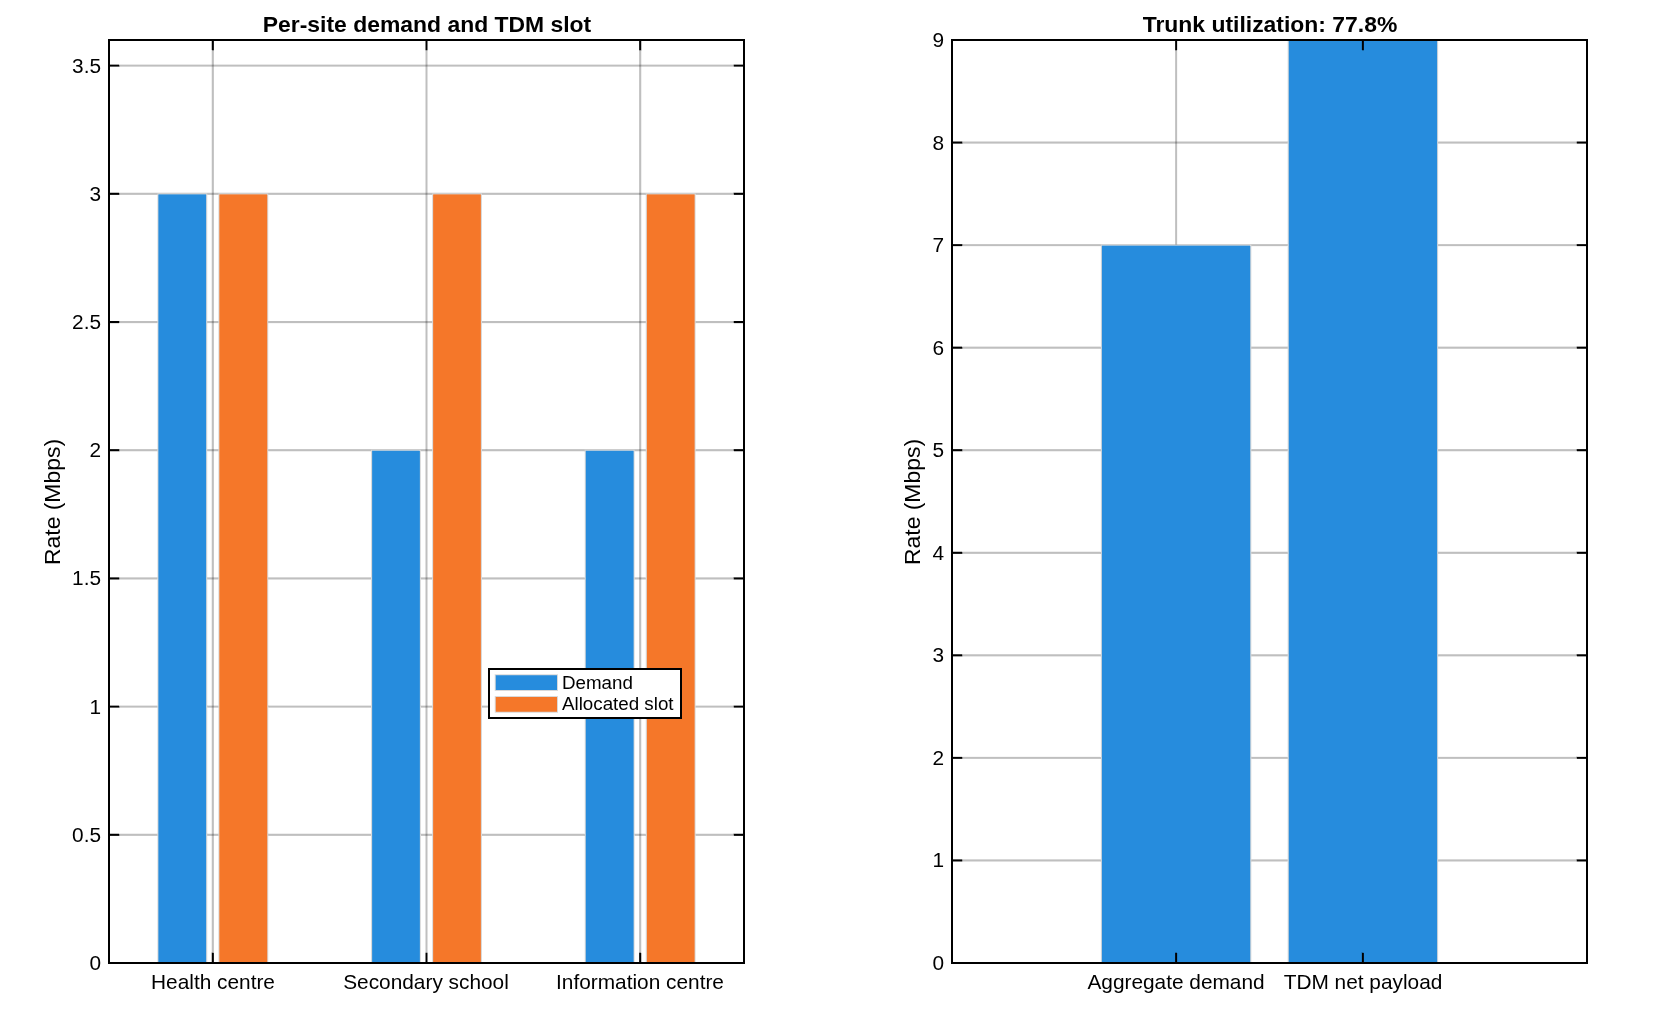 Per-site demand and TDM slot
3.5
3
2.5
2
1.5
1
0.5
0
Rate (Mbps)
Demand
Allocated slot
Health centre
Secondary school
Information centre
Trunk utilization: 77.8%
9
8
7
6
5
4
3
2
1
0
Rate (Mbps)
Aggregate demand
TDM net payload